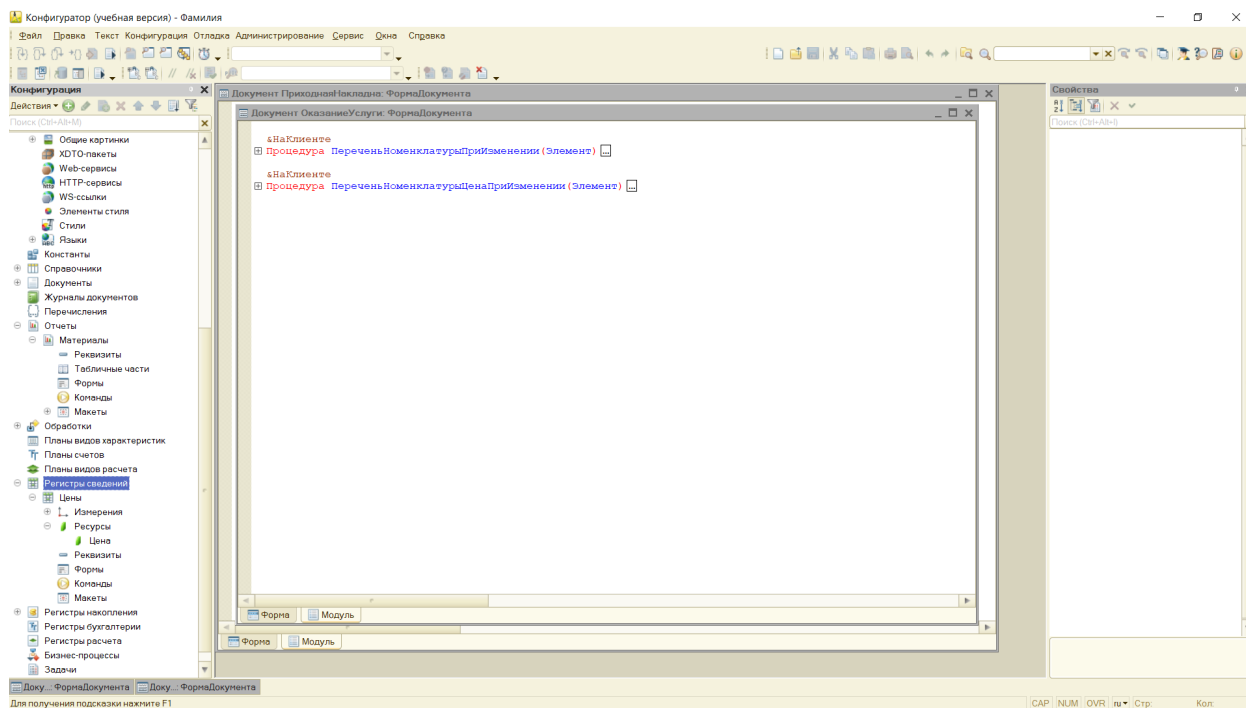 Конфигуратор (учебная версия) - Фамилия
Файл Правка Текст Конфигурация Отладка Администрирование Сервис Окна Справка
Конфигурация
Действия
Поиск (Ctrl+Alt+M)
Общие картинки
XDTO-пакеты
Web-сервисы
HTTP-сервисы
WS-ссылки
Элементы стиля
Стили
Языки
Константы
Справочники
Документы
Журналы документов
Перечисления
Отчеты
Материалы
Реквизиты
Табличные части
Формы
Команды
Макеты
Обработки
Планы видов характеристик
Планы счетов
Планы видов расчета
Регистры сведений
Цены
Измерения
Ресурсы
Цена
Реквизиты
Формы
Команды
Макеты
Регистры накопления
Регистры бухгалтерии
Регистры расчета
Бизнес-процессы
Задачи
Документ ПриходнаяНакладна: ФормаДокумента
Документ ОказаниеУслуги: ФормаДокумента
&НаКлиенте
Процедура ПереченьНоменклатурыПриИзменении(Элемент) ...
&НаКлиенте
Процедура ПереченьНоменклатурыЦенаПриИзменении(Элемент) ...
Форма Модуль
Форма Модуль
Свойства
Поиск (Ctrl+Alt+I)
Доку...: ФормаДокумента Доку...: ФормаДокумента
Для получения подсказки нажмите F1
CAP NUM OVR ru Стр: Кол: